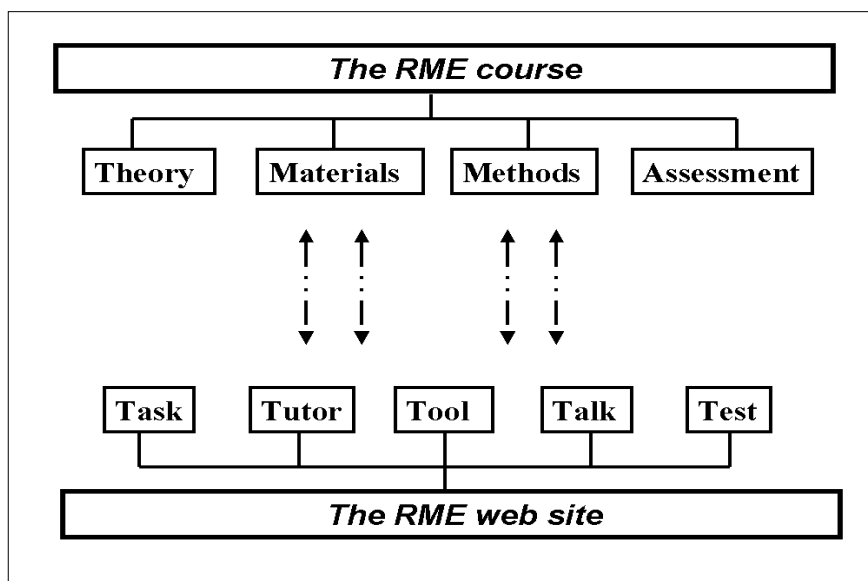 The RME course
Theory Materials Methods Assessment
Task Tutor Tool Talk Test
The RME web site